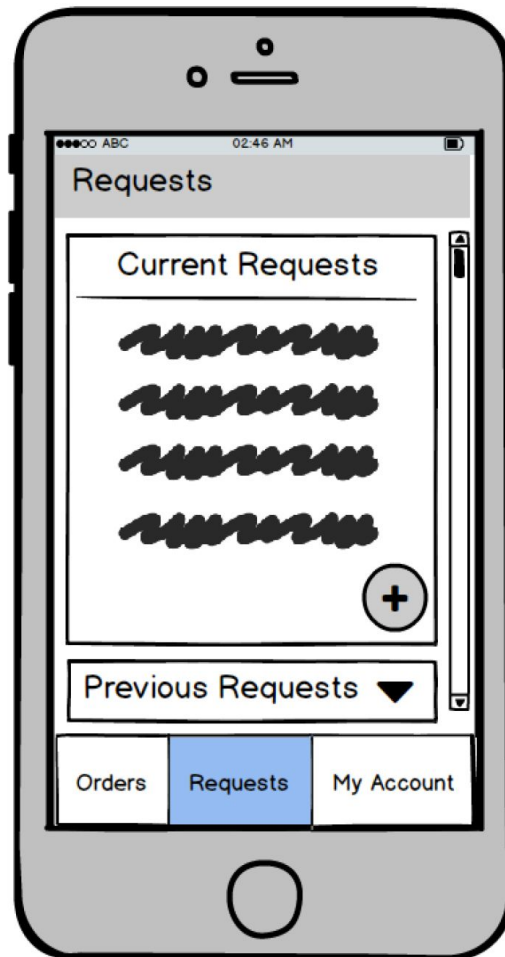 ABC 02:46 AM
Requests
Current Requests
+
Previous Requests
Orders Requests My Account